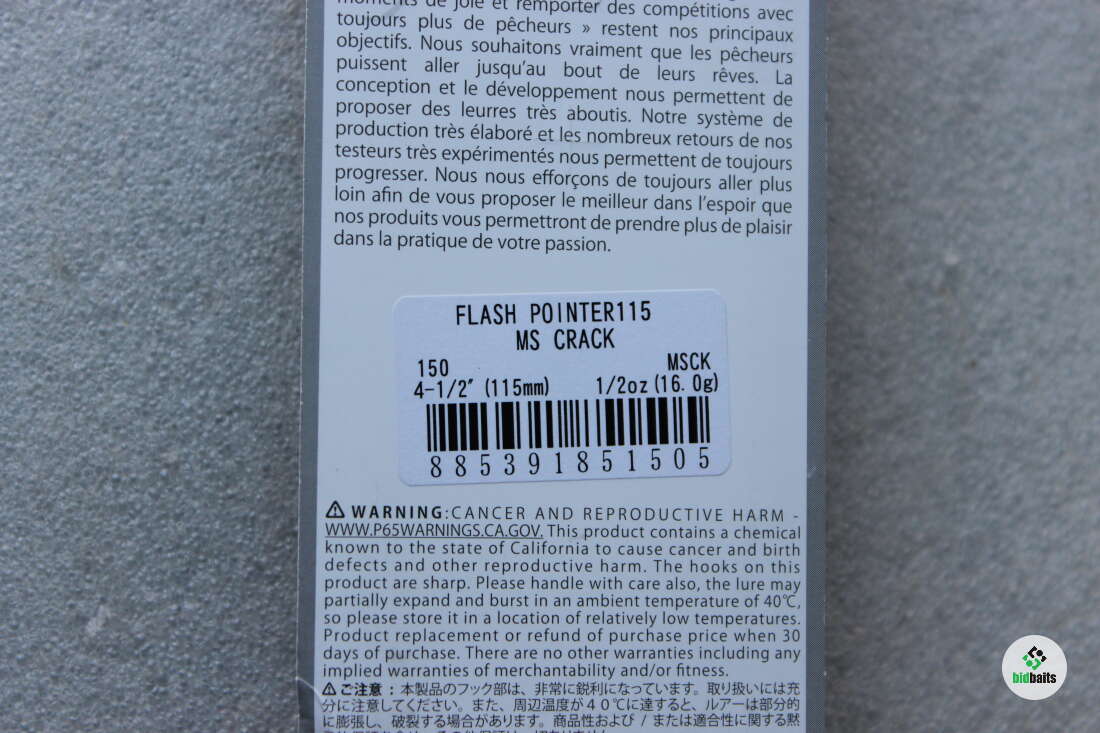 moments de joie et remporter des compétitions avec
toujours plus de pêcheurs » restent nos principaux
objectifs. Nous souhaitons vraiment que les pêcheurs
puissent aller jusqu'au bout de leurs rêves. La
conception et le développement nous permettent de
proposer des leurres très aboutis. Notre système de
production très élaboré et les nombreux retours de nos
testeurs très expérimentés nous permettent de toujours
progresser. Nous nous efforçons de toujours aller plus
loin afin de vous proposer le meilleur dans l'espoir que
nos produits vous permettront de prendre plus de plaisir
dans la pratique de votre passion.
FLASH POINTER115
MS CRACK
150 MSCK
4-1/2" (115mm) 1/2oz (16.0g)
885391851505
⚠ WARNING:CANCER AND REPRODUCTIVE HARM -
WWW.P65WARNINGS.CA.GOV. This product contains a chemical
known to the state of California to cause cancer and birth
defects and other reproductive harm. The hooks on this
product are sharp. Please handle with care also, the lure may
partially expand and burst in an ambient temperature of 40℃,
so please store it in a location of relatively low temperatures.
Product replacement or refund of purchase price when 30
days of purchase. There are no other warranties including any
implied warranties of merchantability and/or fitness.
⚠ご注意：本製品のフック部は、非常に鋭利になっています。取り扱いには充
分に注意してください。また、周辺温度が４０℃に達すると、ルアーは部分的
に膨張し、破裂する場合があります。商品性および / または適合性に関する黙
bidbaits